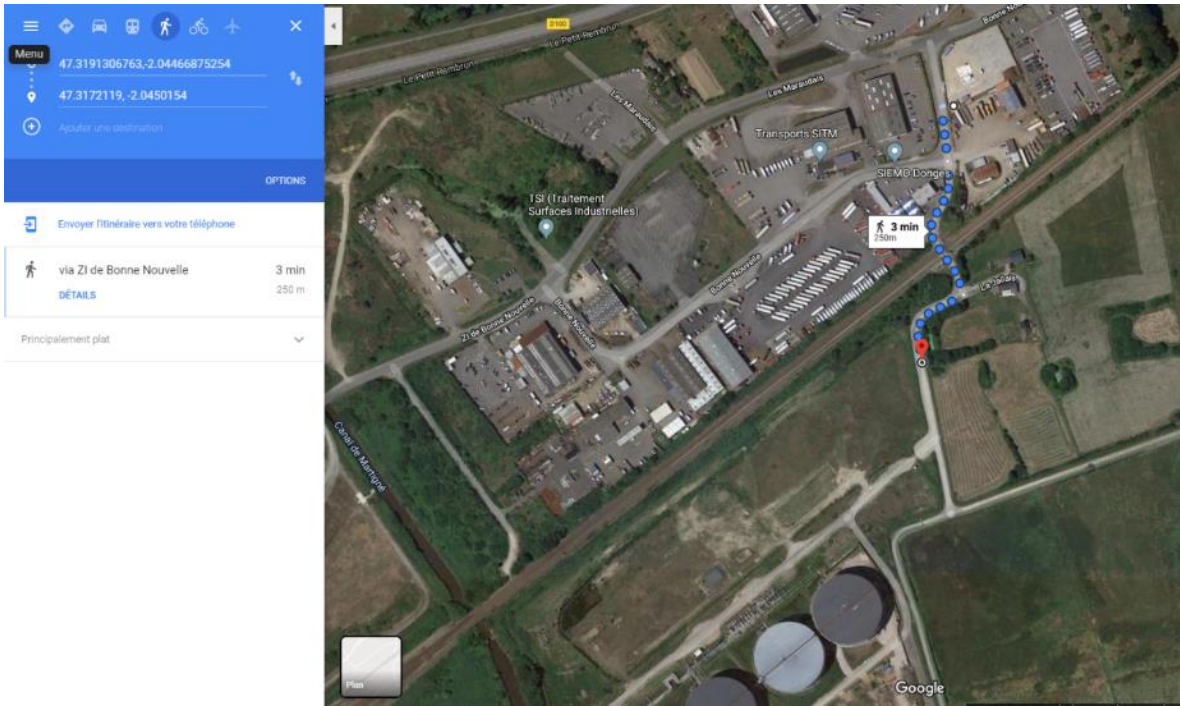 Menu
47.3191306763,-2.04466875254
47.3172119, -2.0450154
Ajouter une destination
OPTIONS
Envoyer l'itinéraire vers votre téléphone
via ZI de Bonne Nouvelle
3 min
250 m
DÉTAILS
Principalement plat
D100
Le Petit Rembrun
Le Petit Rembrun
Bonne Nouvelle
Les Maraudais
Les Maraudais
Transports SITM
SIEMO Donges
TSI (Traitement
Surfaces Industrielles)
3 min
250m
La Jallais
Bonne Nouvelle
ZI de Bonne Nouvelle
Bonne Nouvelle
Canal de Martigné
Plan
Google